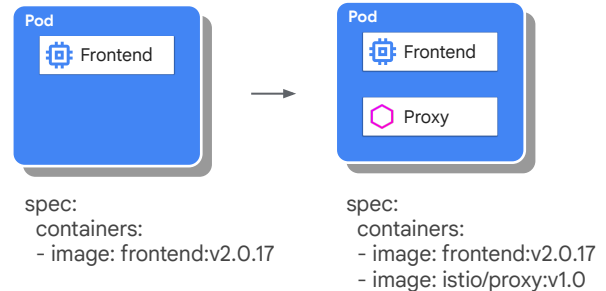 Pod
Frontend
spec:
containers:
- image: frontend:v2.0.17
Pod
Frontend
Proxy
spec:
containers:
- image: frontend:v2.0.17
- image: istio/proxy:v1.0